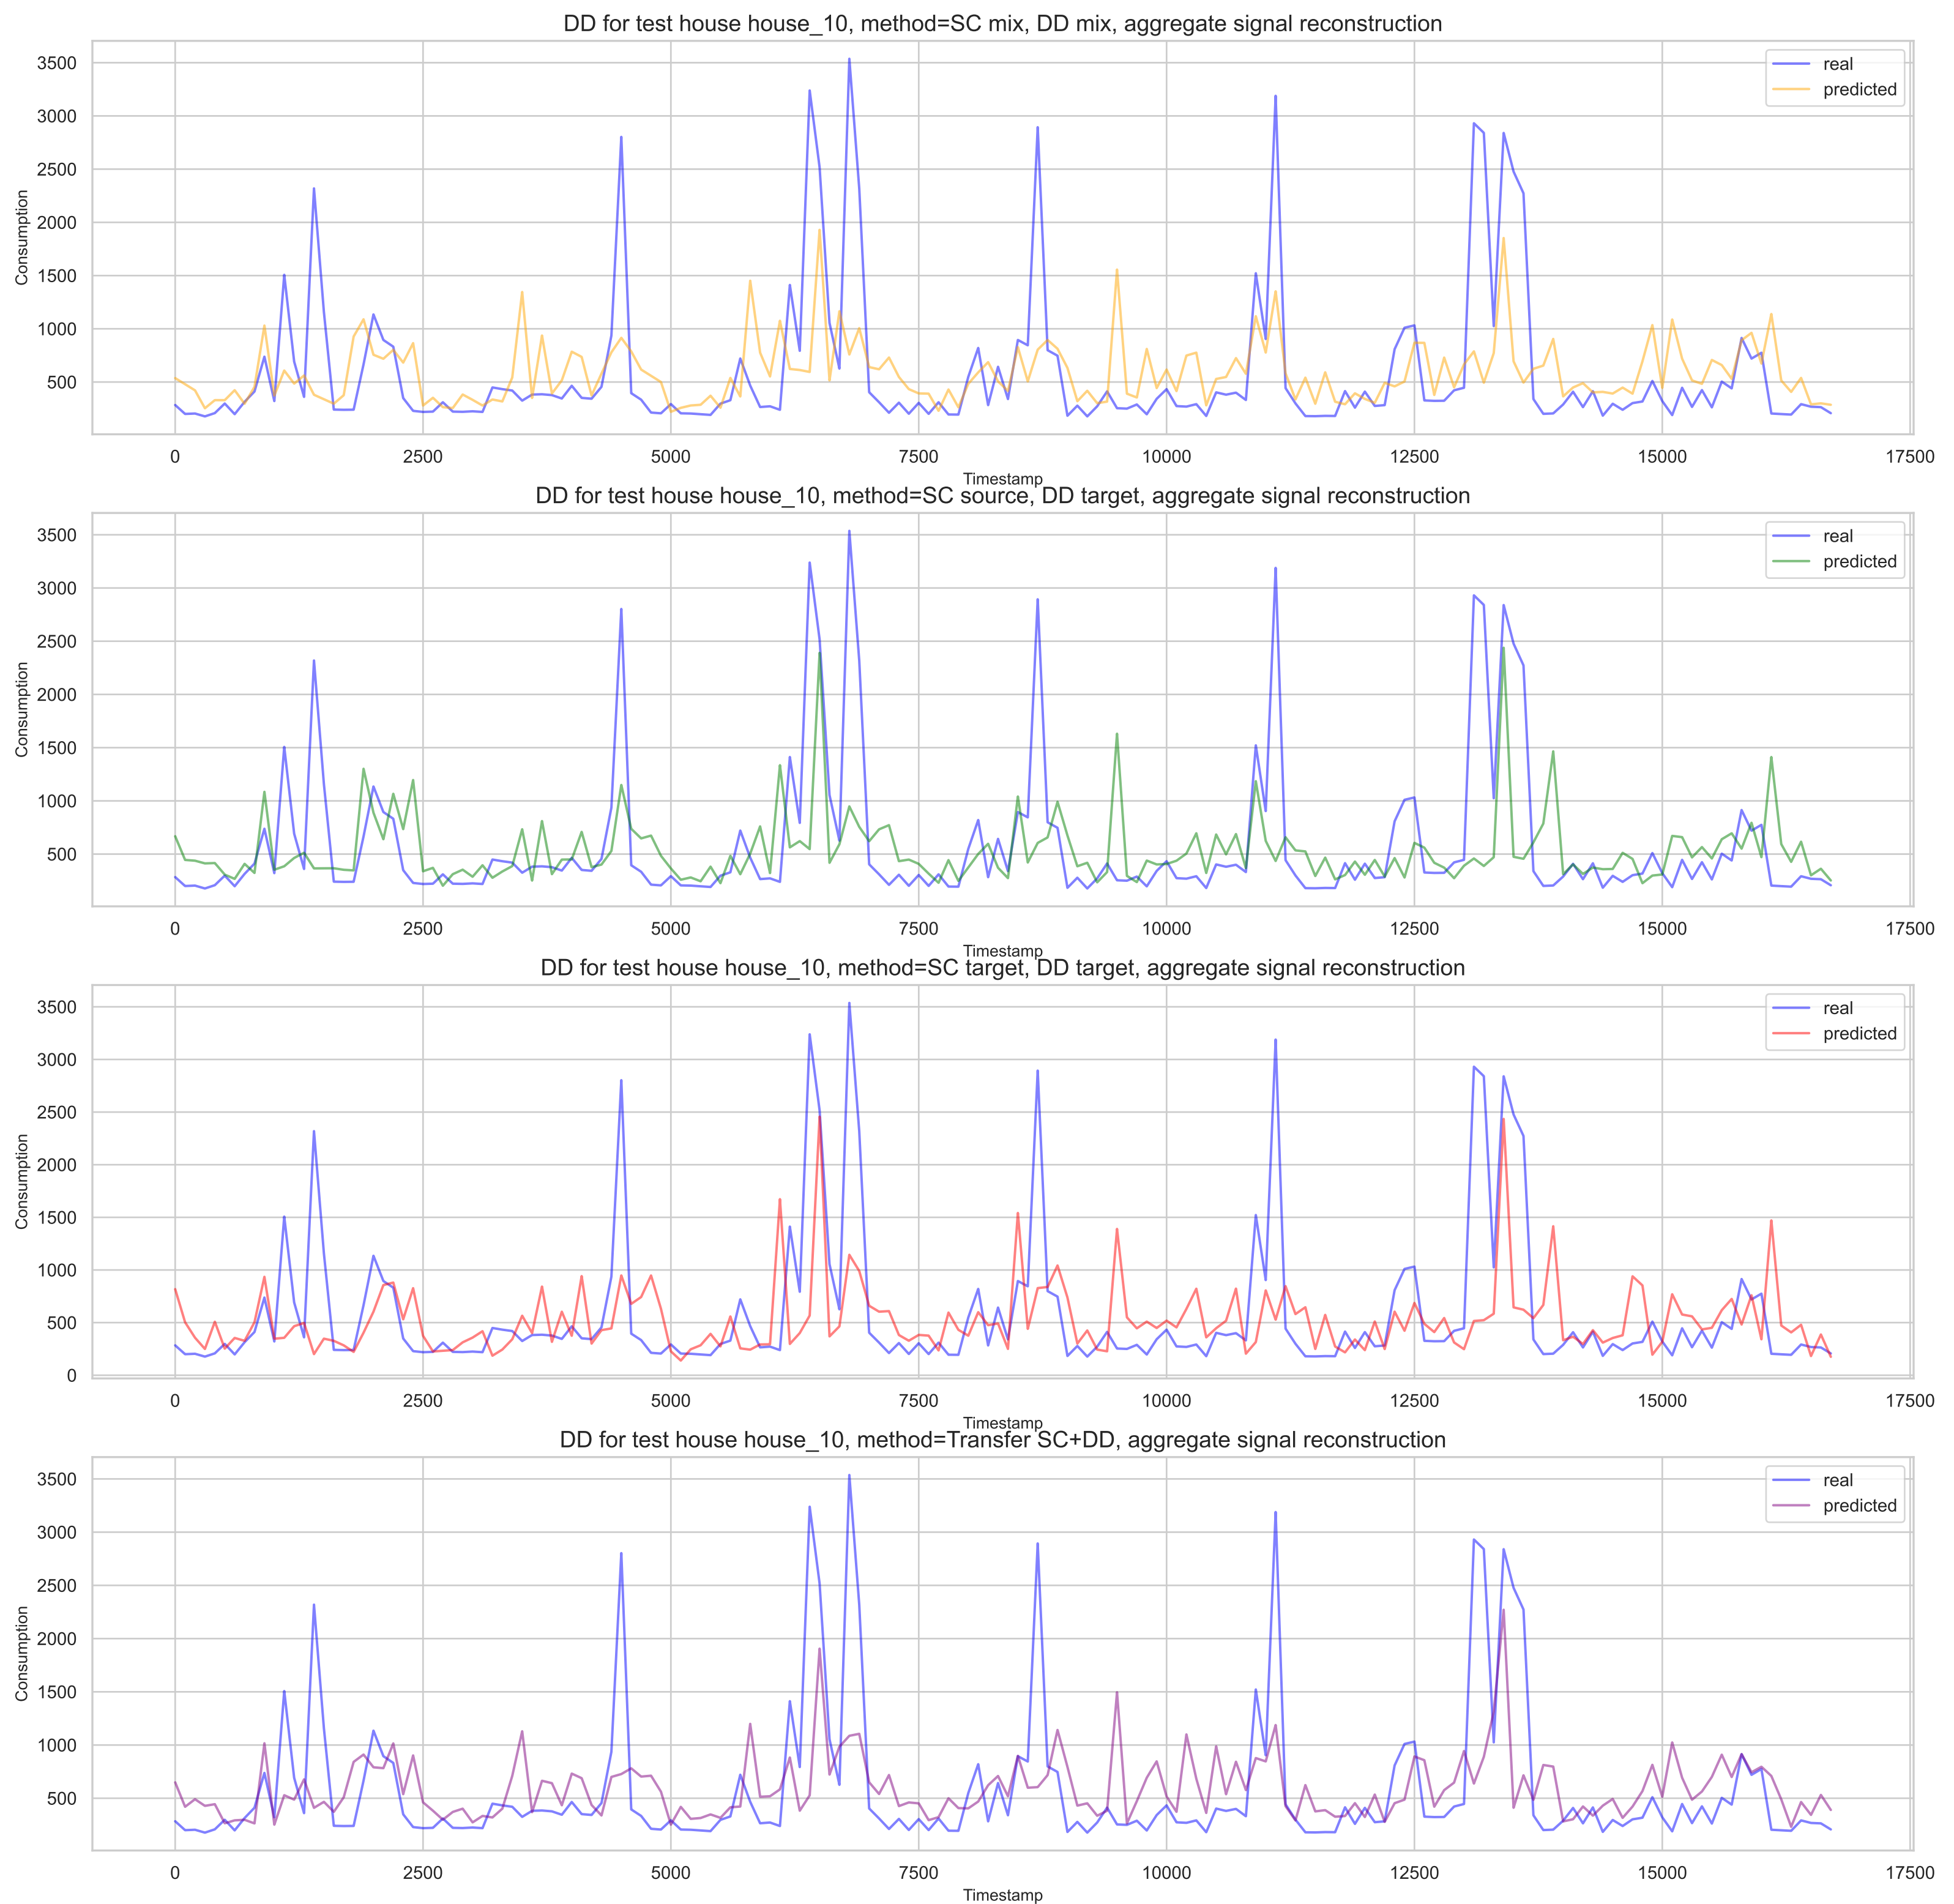 DD for test house house_10, method=SC mix, DD mix, aggregate signal reconstruction
3500
3000
2500
2000
1500
1000
500
Consumption
real
predicted
0 2500 5000 7500 10000 12500 15000 17500
Timestamp
DD for test house house_10, method=SC source, DD target, aggregate signal reconstruction
3500
3000
2500
2000
1500
1000
500
Consumption
real
predicted
0 2500 5000 7500 10000 12500 15000 17500
Timestamp
DD for test house house_10, method=SC target, DD target, aggregate signal reconstruction
3500
3000
2500
2000
1500
1000
500
0
Consumption
real
predicted
0 2500 5000 7500 10000 12500 15000 17500
Timestamp
DD for test house house_10, method=Transfer SC+DD, aggregate signal reconstruction
3500
3000
2500
2000
1500
1000
500
Consumption
real
predicted
0 2500 5000 7500 10000 12500 15000 17500
Timestamp